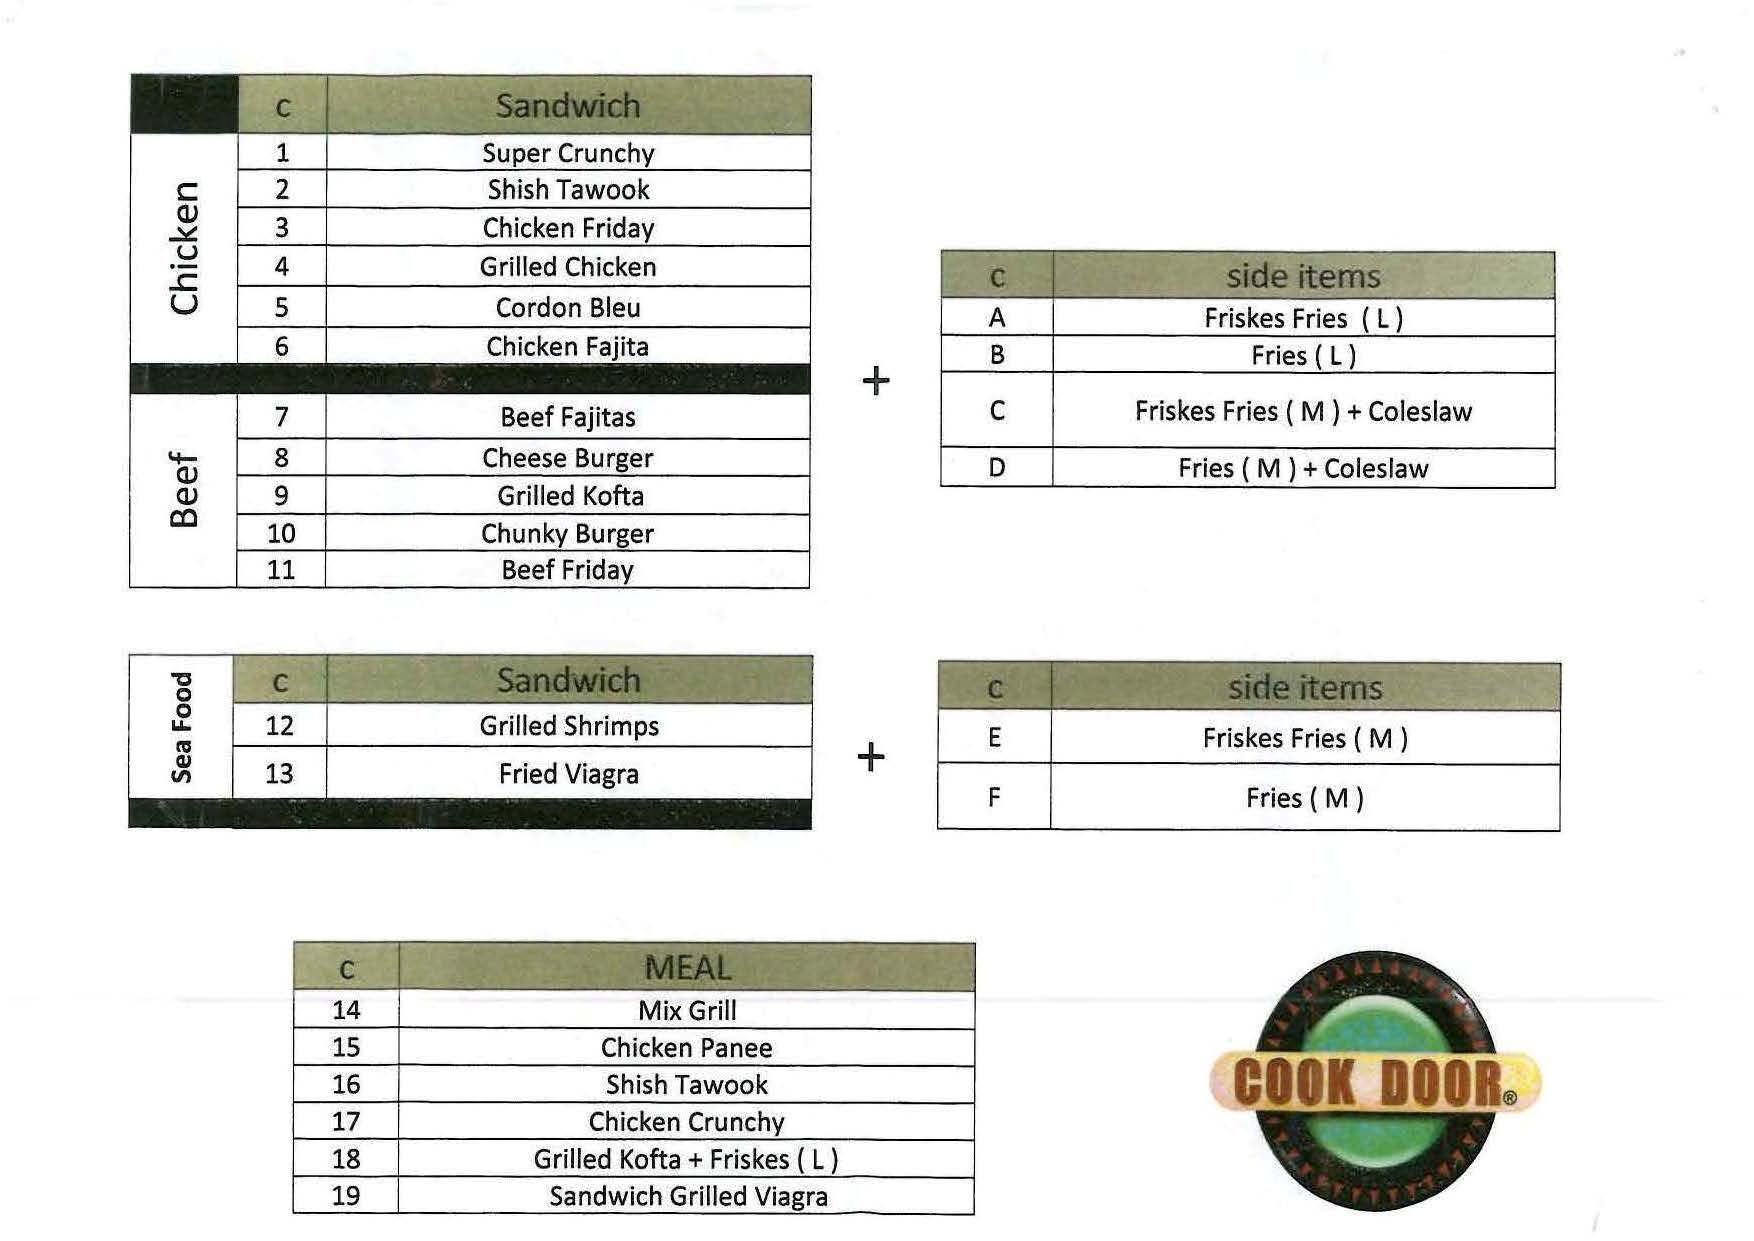 c Sandwich
Chicken
1 Super Crunchy
2 Shish Tawook
3 Chicken Friday
4 Grilled Chicken
5 Cordon Bleu
6 Chicken Fajita
Beef
7 Beef Fajitas
8 Cheese Burger
9 Grilled Kofta
10 Chunky Burger
11 Beef Friday
+
c side items
A Friskes Fries ( L )
B Fries ( L )
C Friskes Fries ( M ) + Coleslaw
D Fries ( M ) + Coleslaw
Sea Food
c Sandwich
12 Grilled Shrimps
13 Fried Viagra
+
c side items
E Friskes Fries ( M )
F Fries ( M )
c MEAL
14 Mix Grill
15 Chicken Panee
16 Shish Tawook
17 Chicken Crunchy
18 Grilled Kofta + Friskes ( L )
19 Sandwich Grilled Viagra
COOK DOOR®